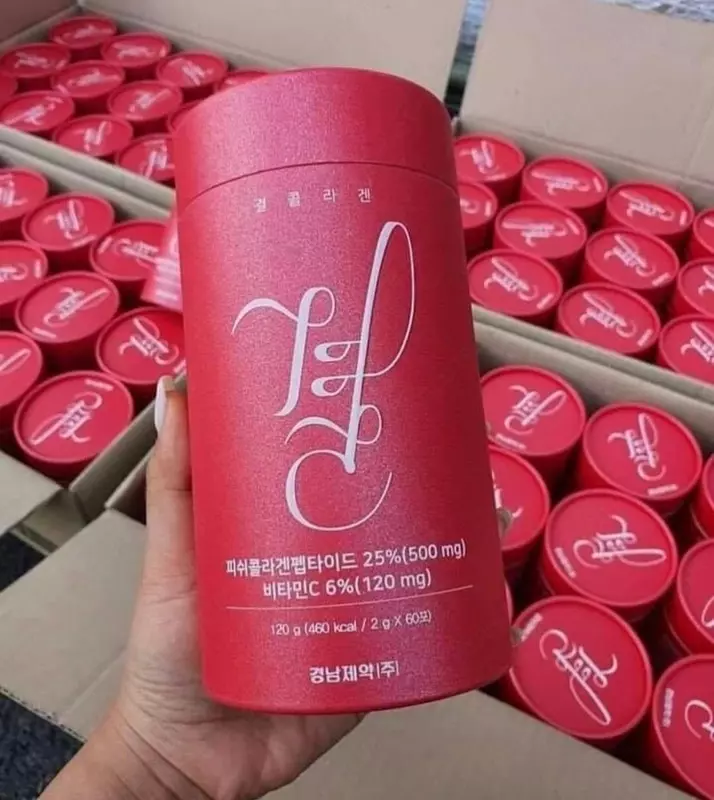 결콜라겐
결
피쉬콜라겐펩타이드 25%(500 mg)
비타민C 6%(120 mg)
120 g (460 kcal / 2 g X 60포)
경남제약(주)